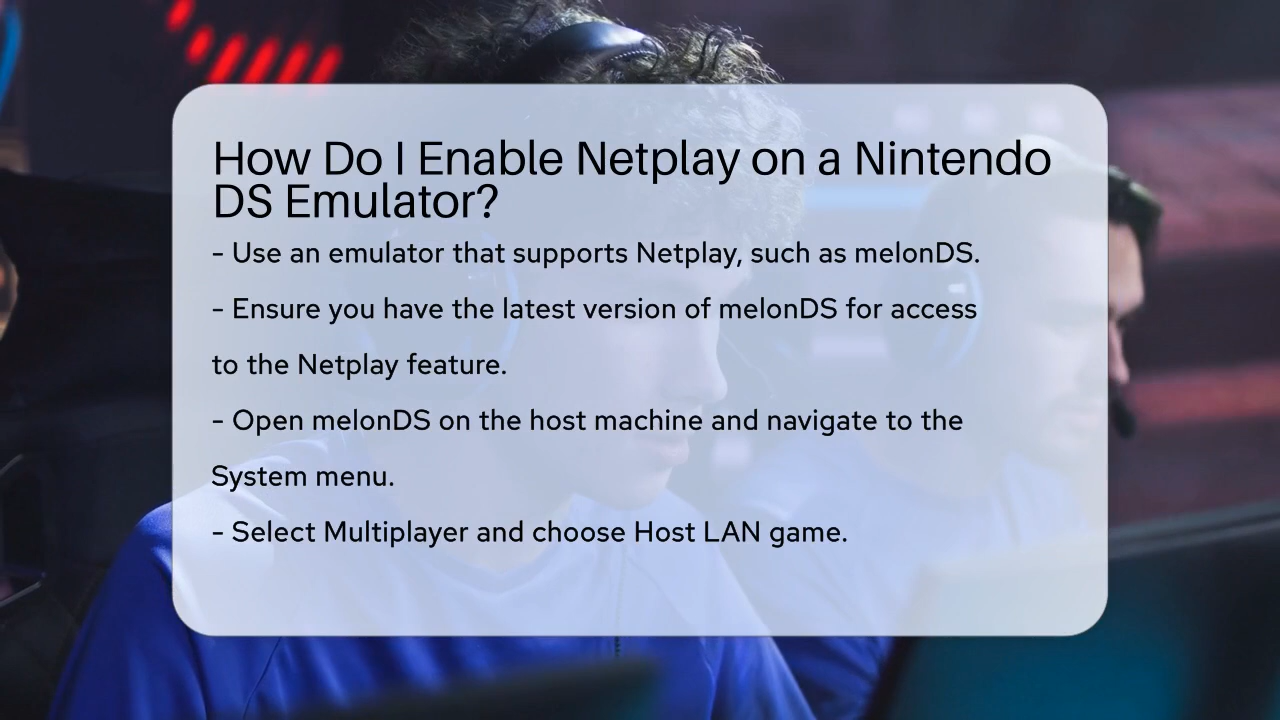 How Do I Enable Netplay on a Nintendo
DS Emulator?
– Use an emulator that supports Netplay, such as melonDS.
– Ensure you have the latest version of melonDS for access
to the Netplay feature.
– Open melonDS on the host machine and navigate to the
System menu.
– Select Multiplayer and choose Host LAN game.